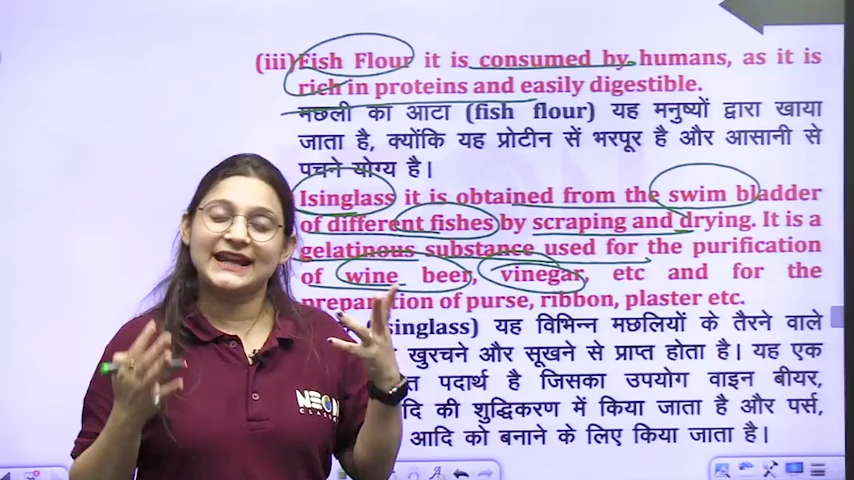 (iii) Fish Flour it is consumed by humans, as it is
rich in proteins and easily digestible.
मछली का आटा (fish flour) यह मनुष्यों द्वारा खाया
जाता है, क्योंकि यह प्रोटीन सें भरपूर है और आसानी से
पचने योग्य है।
Isinglass it is obtained from the swim bladder
of different fishes by scraping and drying. It is a
gelatinous substance used for the purification
of wine beer, vinegar, etc and for the
preparation of purse, ribbon, plaster etc.
singlass) यह विभिन्न मछलियों के तैरने वाले
खुरचने और सूखने से प्राप्त होता है। यह एक
पदार्थ है जिसका उपयोग वाइन बीयर,
की शुद्धिकरण में किया जाता है और पर्स,
आदि को बनाने के लिए किया जाता है।
NEON
CLASSES